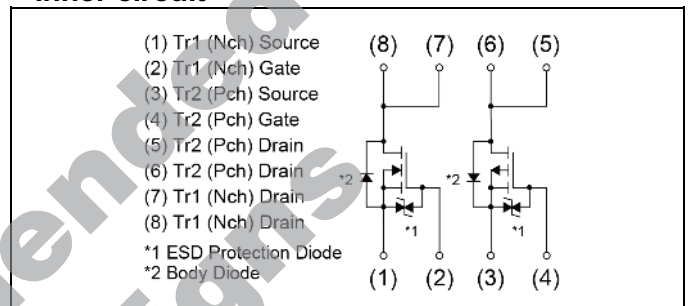 (1) Tr1 (Nch) Source
(2) Tr1 (Nch) Gate
(3) Tr2 (Pch) Source
(4) Tr2 (Pch) Gate
(5) Tr2 (Pch) Drain
(6) Tr2 (Pch) Drain
(7) Tr1 (Nch) Drain
(8) Tr1 (Nch) Drain
*1 ESD Protection Diode
*2 Body Diode
(8) (7) (6) (5)
*2 *2
*1 *1
(1) (2) (3) (4)